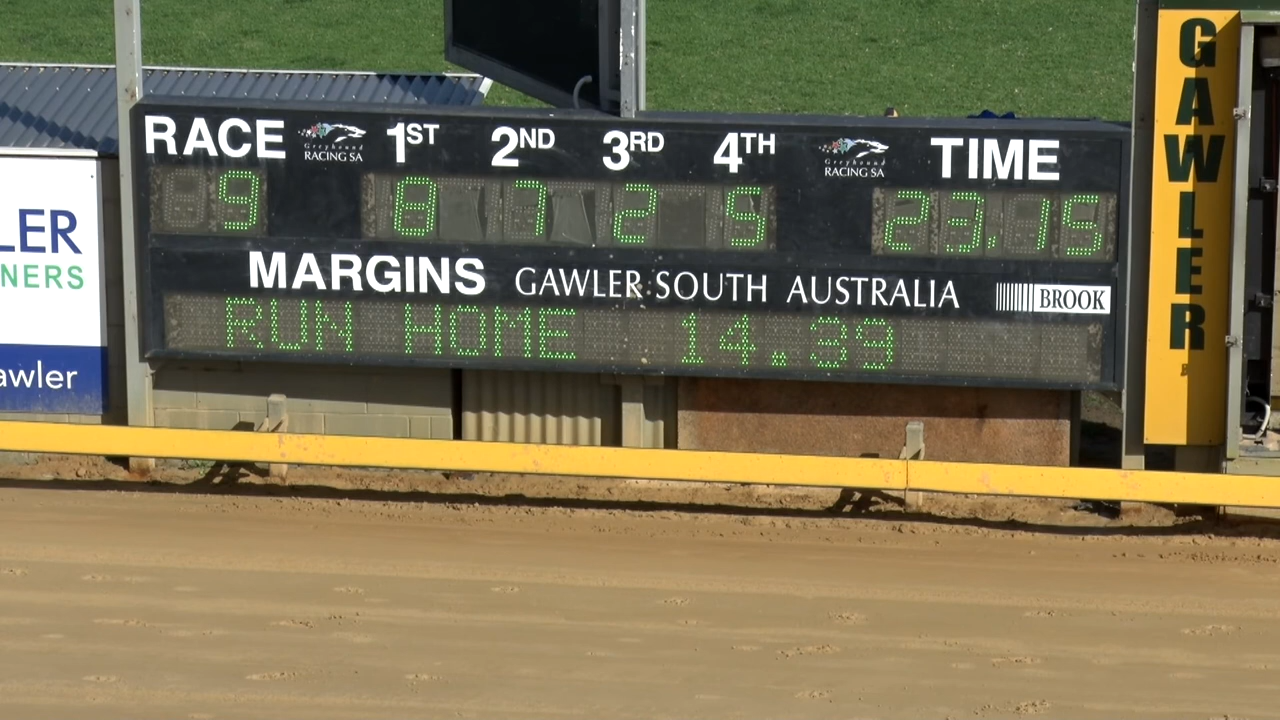 RACE Greyhound RACING SA 1ST 2ND 3RD 4TH Greyhound RACING SA TIME
9 8 7 2 5 23.15
MARGINS GAWLER SOUTH AUSTRALIA BROOK
RUN HOME 14.39
GAWLER
LER
NERS
awler